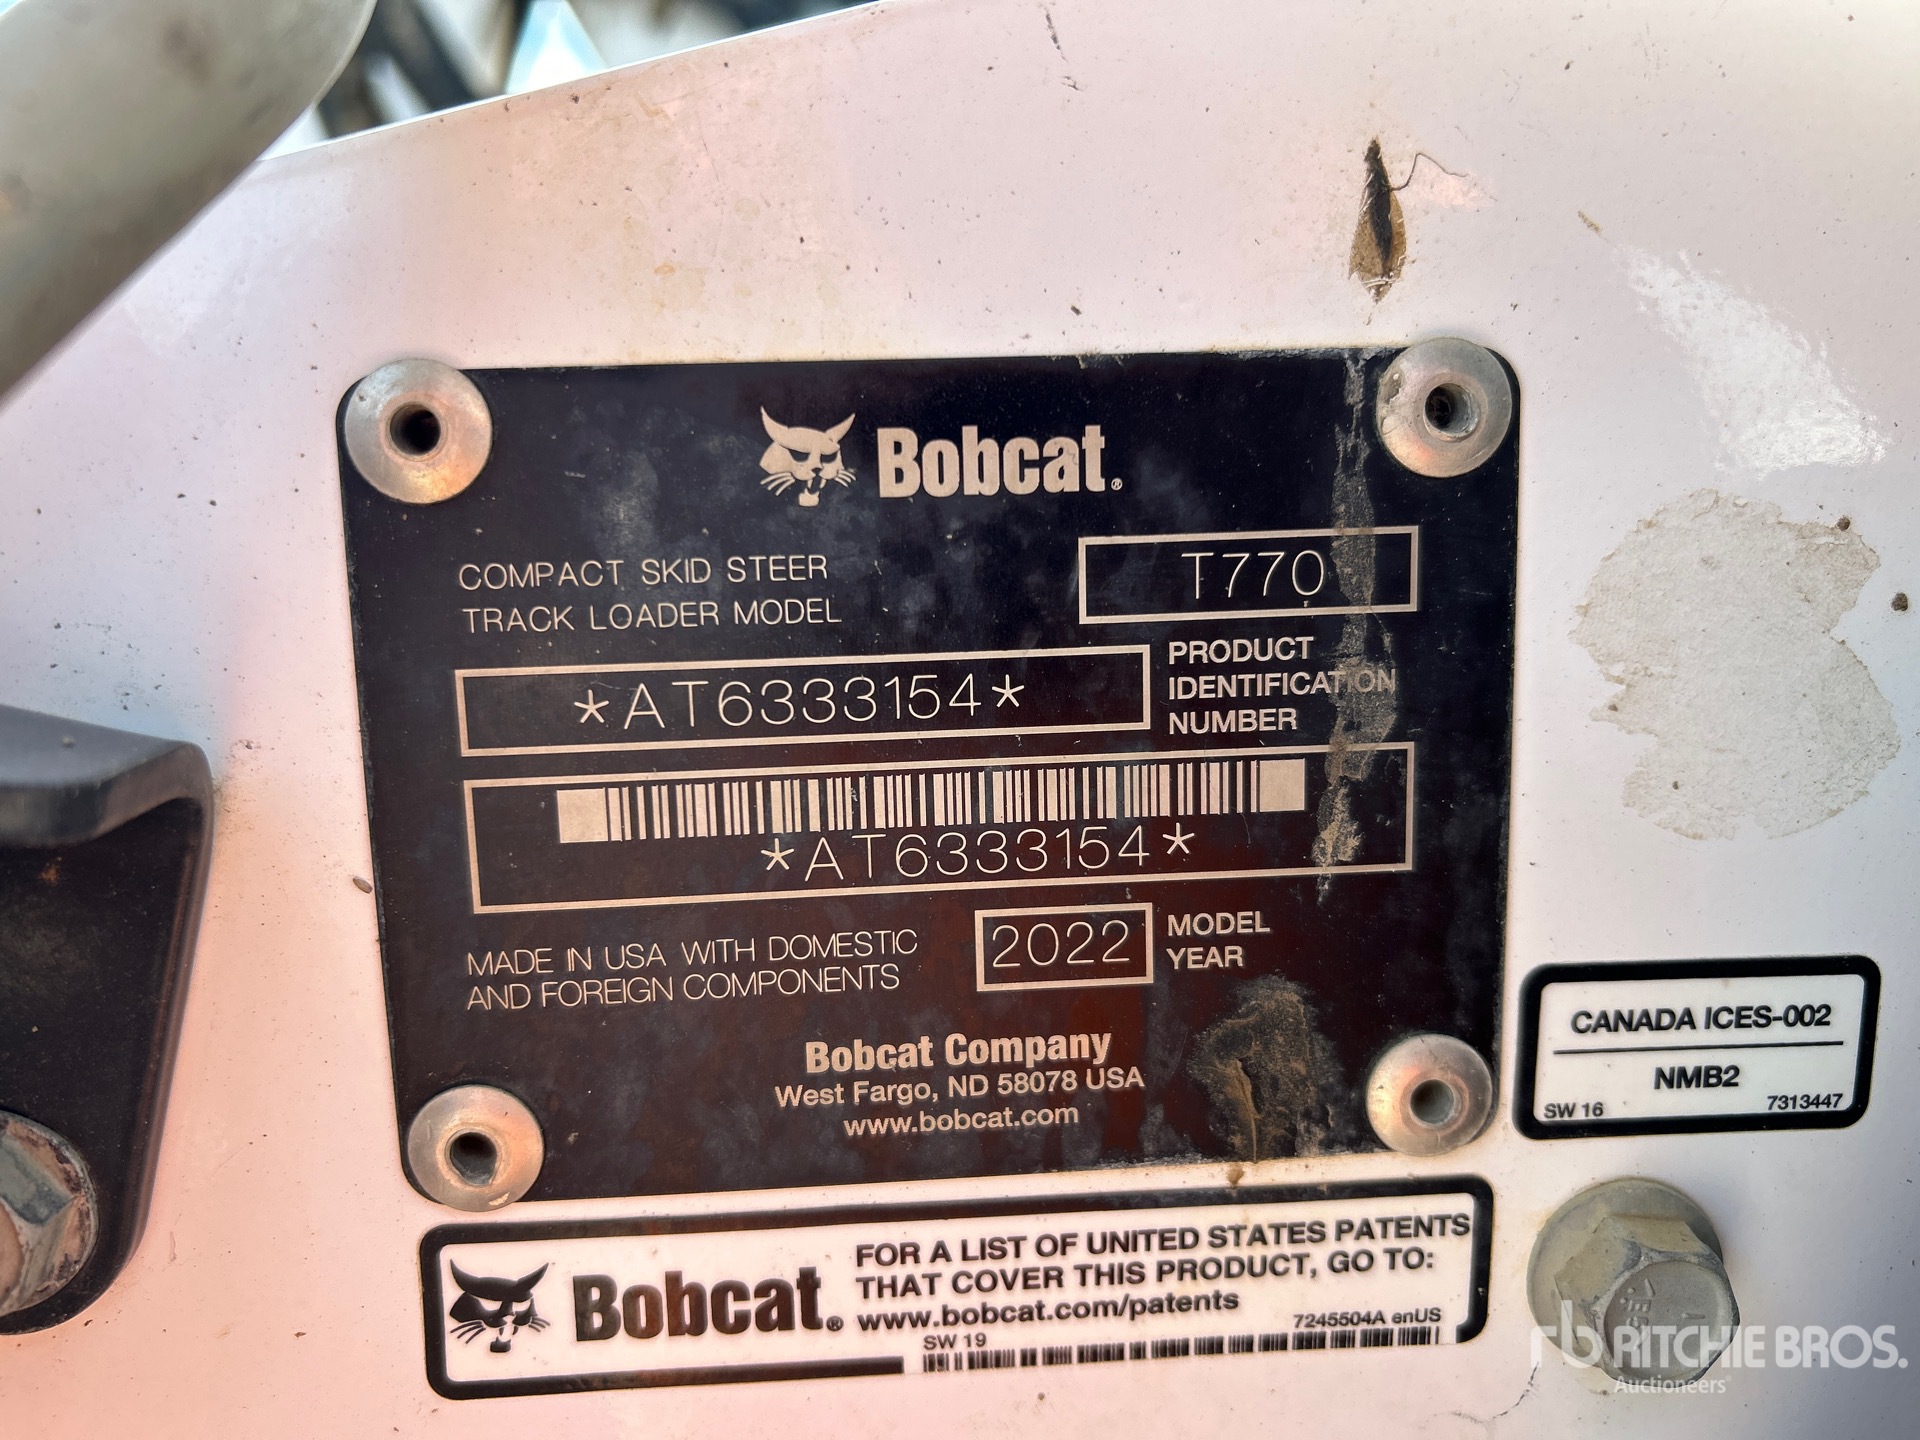 Bobcat®
COMPACT SKID STEER
TRACK LOADER MODEL
T770
*AT6333154*
PRODUCT
IDENTIFICATION
NUMBER
*AT6333154*
MADE IN USA WITH DOMESTIC
AND FOREIGN COMPONENTS
2022
MODEL
YEAR
Bobcat Company
West Fargo, ND 58078 USA
www.bobcat.com
CANADA ICES-002
NMB2
SW 16
7313447
Bobcat®
FOR A LIST OF UNITED STATES PATENTS
THAT COVER THIS PRODUCT, GO TO:
www.bobcat.com/patents
SW 19
7245504A enUS
rb RITCHIE BROS.
Auctioneers